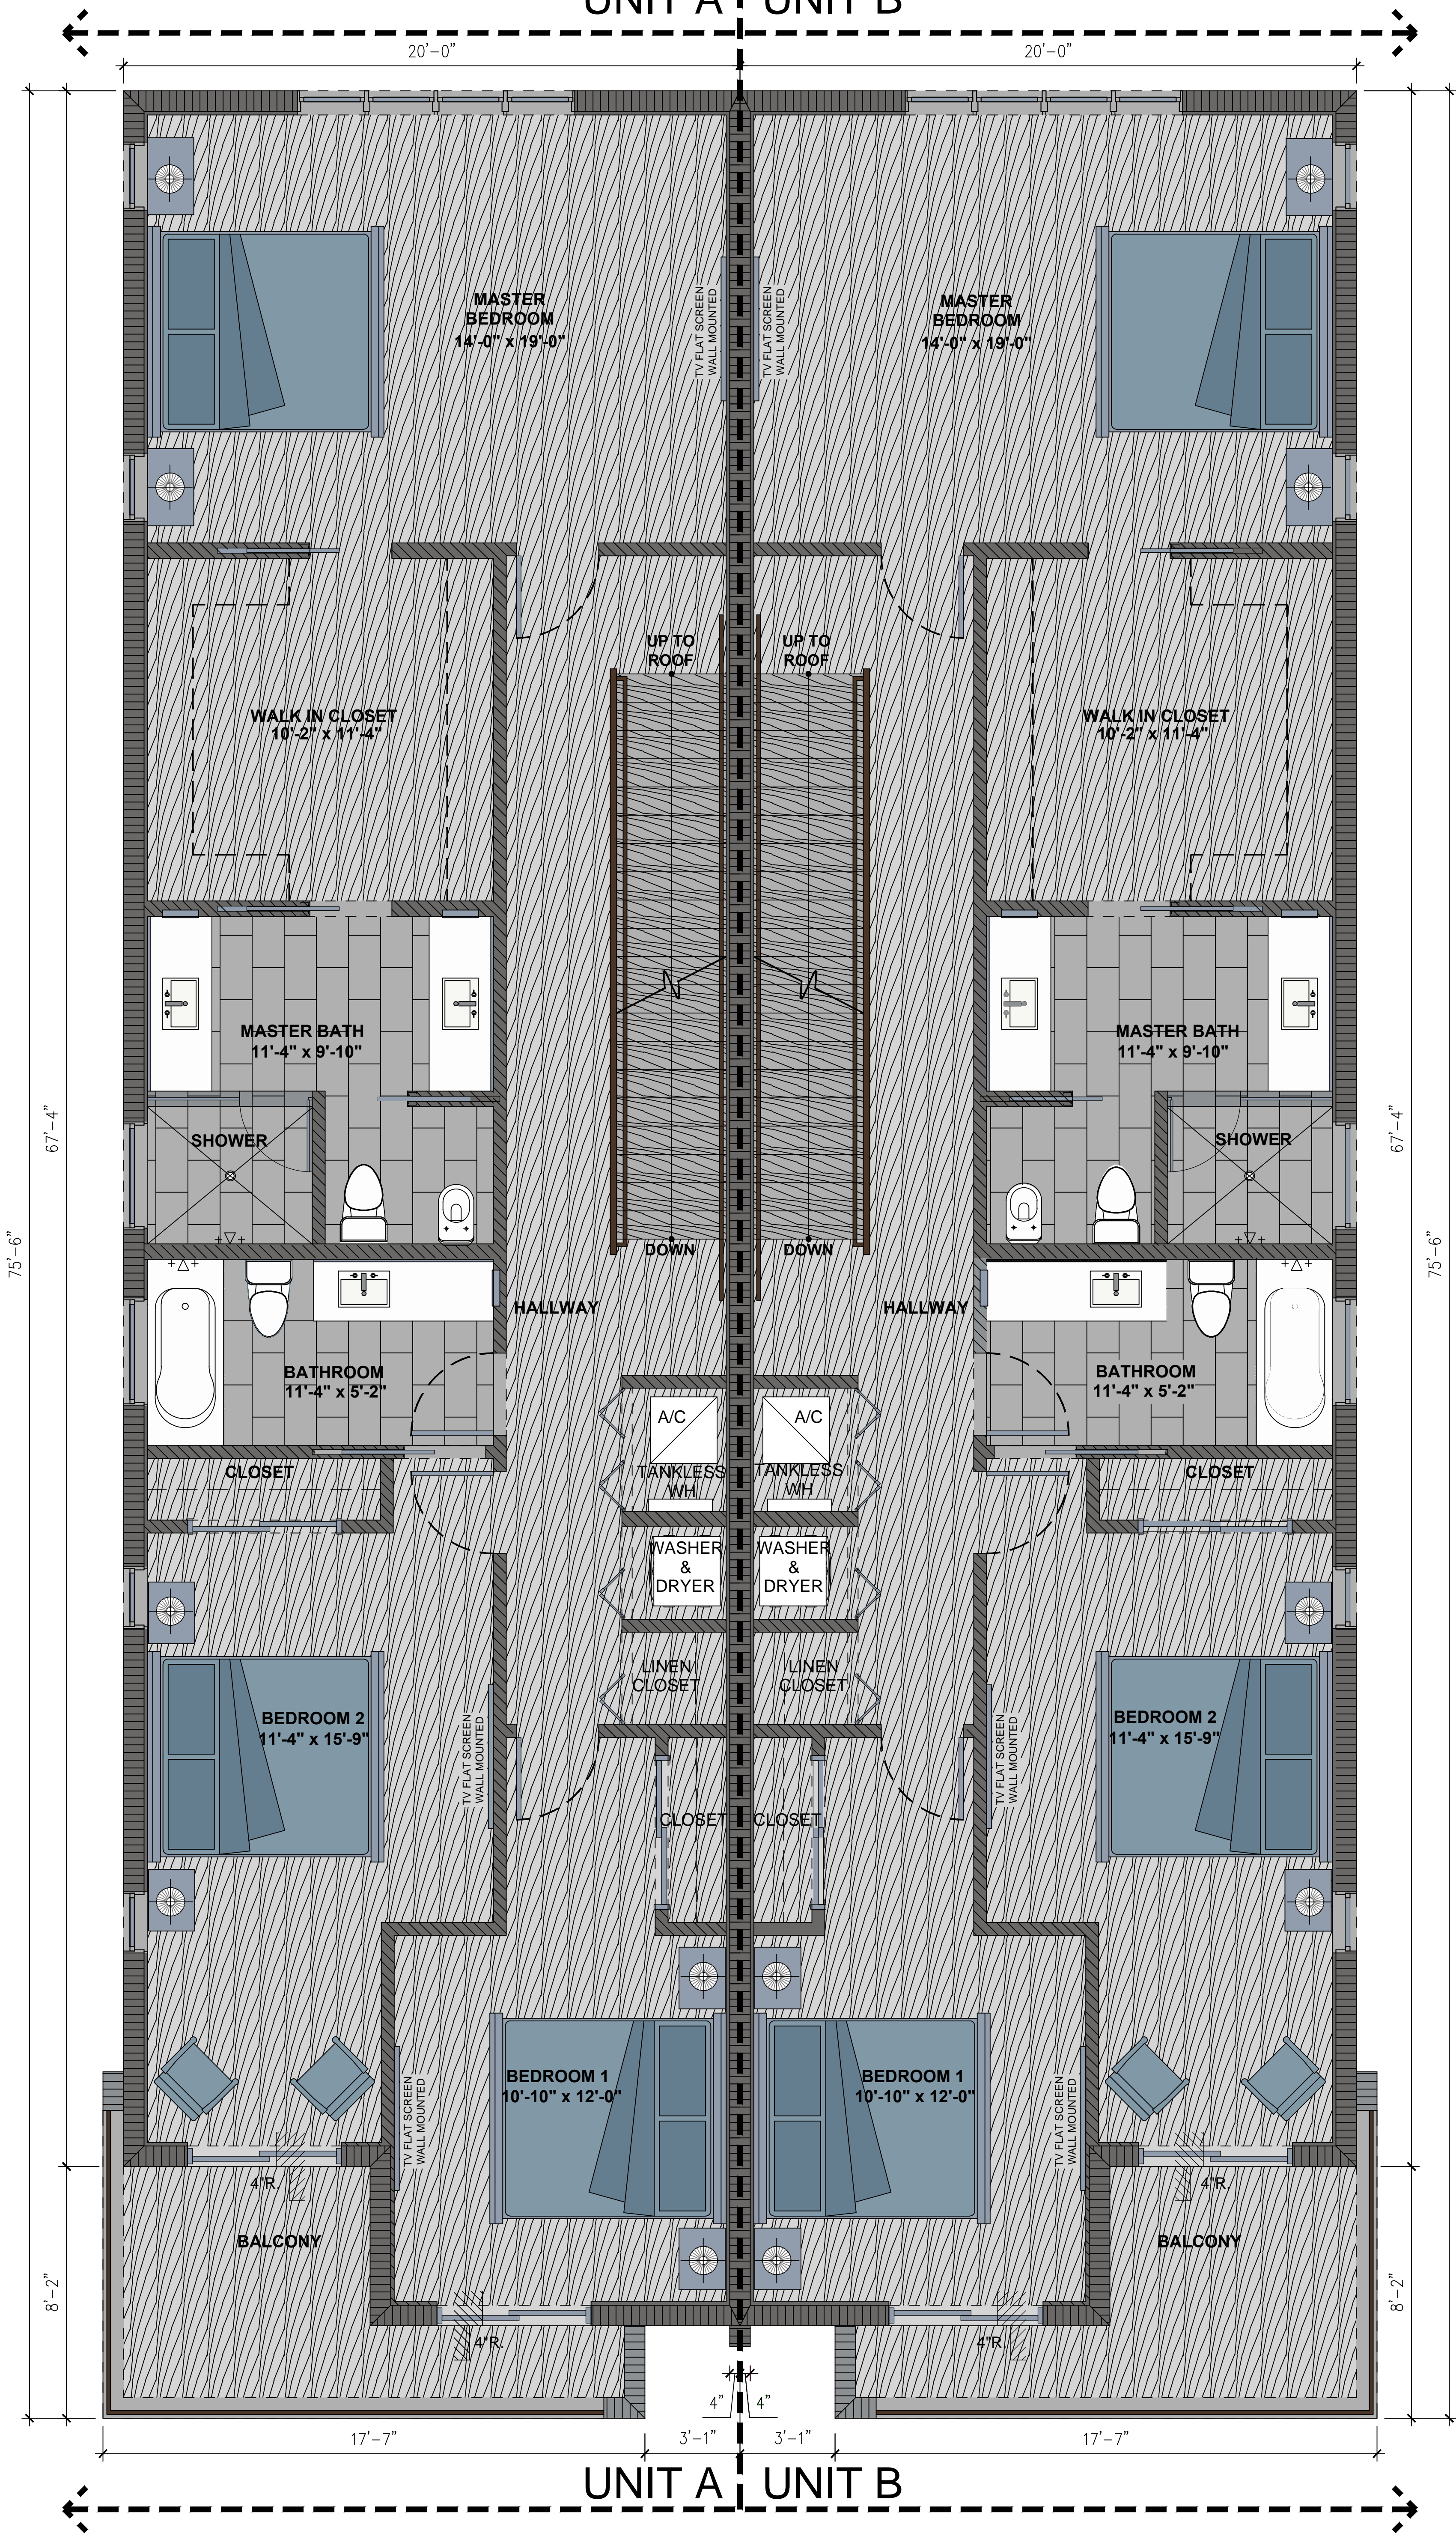 UNIT A UNIT B
20'-0" 20'-0"
MASTER
BEDROOM
14'-0" x 19'-0"
TV FLAT SCREEN
WALL MOUNTED
TV FLAT SCREEN
WALL MOUNTED
MASTER
BEDROOM
14'-0" x 19'-0"
UP TO
ROOF
UP TO
ROOF
WALK IN CLOSET
10'-2" x 11'-4"
WALK IN CLOSET
10'-2" x 11'-4"
MASTER BATH
11'-4" x 9'-10"
MASTER BATH
11'-4" x 9'-10"
67'-4"
67'-4"
SHOWER
SHOWER
75'-6"
75'-6"
DOWN
DOWN
HALLWAY
HALLWAY
BATHROOM
11'-4" x 5'-2"
BATHROOM
11'-4" x 5'-2"
A/C
A/C
CLOSET
TANKLESS
WH
TANKLESS
WH
CLOSET
WASHER
&
DRYER
WASHER
&
DRYER
LINEN
CLOSET
LINEN
CLOSET
BEDROOM 2
11'-4" x 15'-9"
TV FLAT SCREEN
WALL MOUNTED
TV FLAT SCREEN
WALL MOUNTED
BEDROOM 2
11'-4" x 15'-9"
CLOSET
CLOSET
BEDROOM 1
10'-10" x 12'-0"
BEDROOM 1
10'-10" x 12'-0"
TV FLAT SCREEN
WALL MOUNTED
TV FLAT SCREEN
WALL MOUNTED
4"R.
4"R.
BALCONY
BALCONY
8'-2"
8'-2"
4"R.
4"R.
4" 4"
17'-7" 3'-1" 3'-1" 17'-7"
UNIT A UNIT B